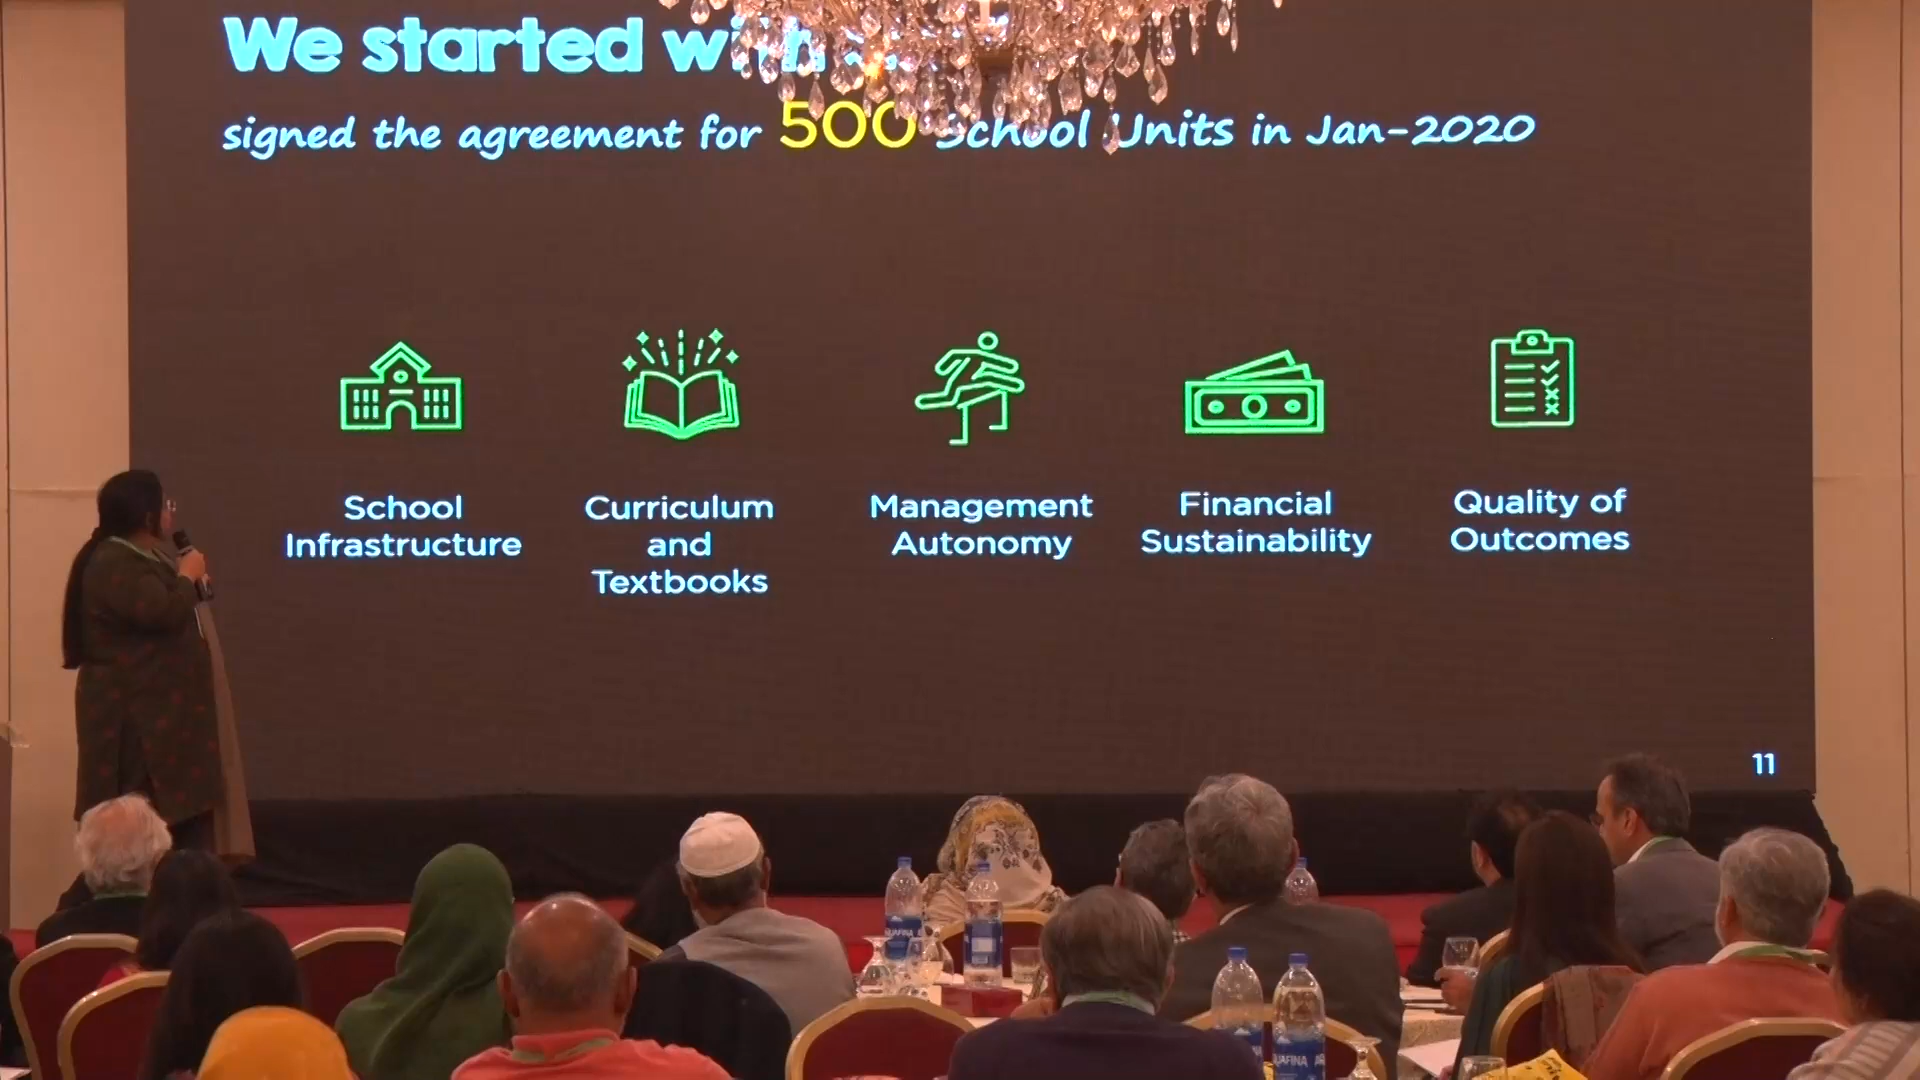 We started with
signed the agreement for 500 School Units in Jan-2020
School
Infrastructure
Curriculum
and
Textbooks
Management
Autonomy
Financial
Sustainability
Quality of
Outcomes
11